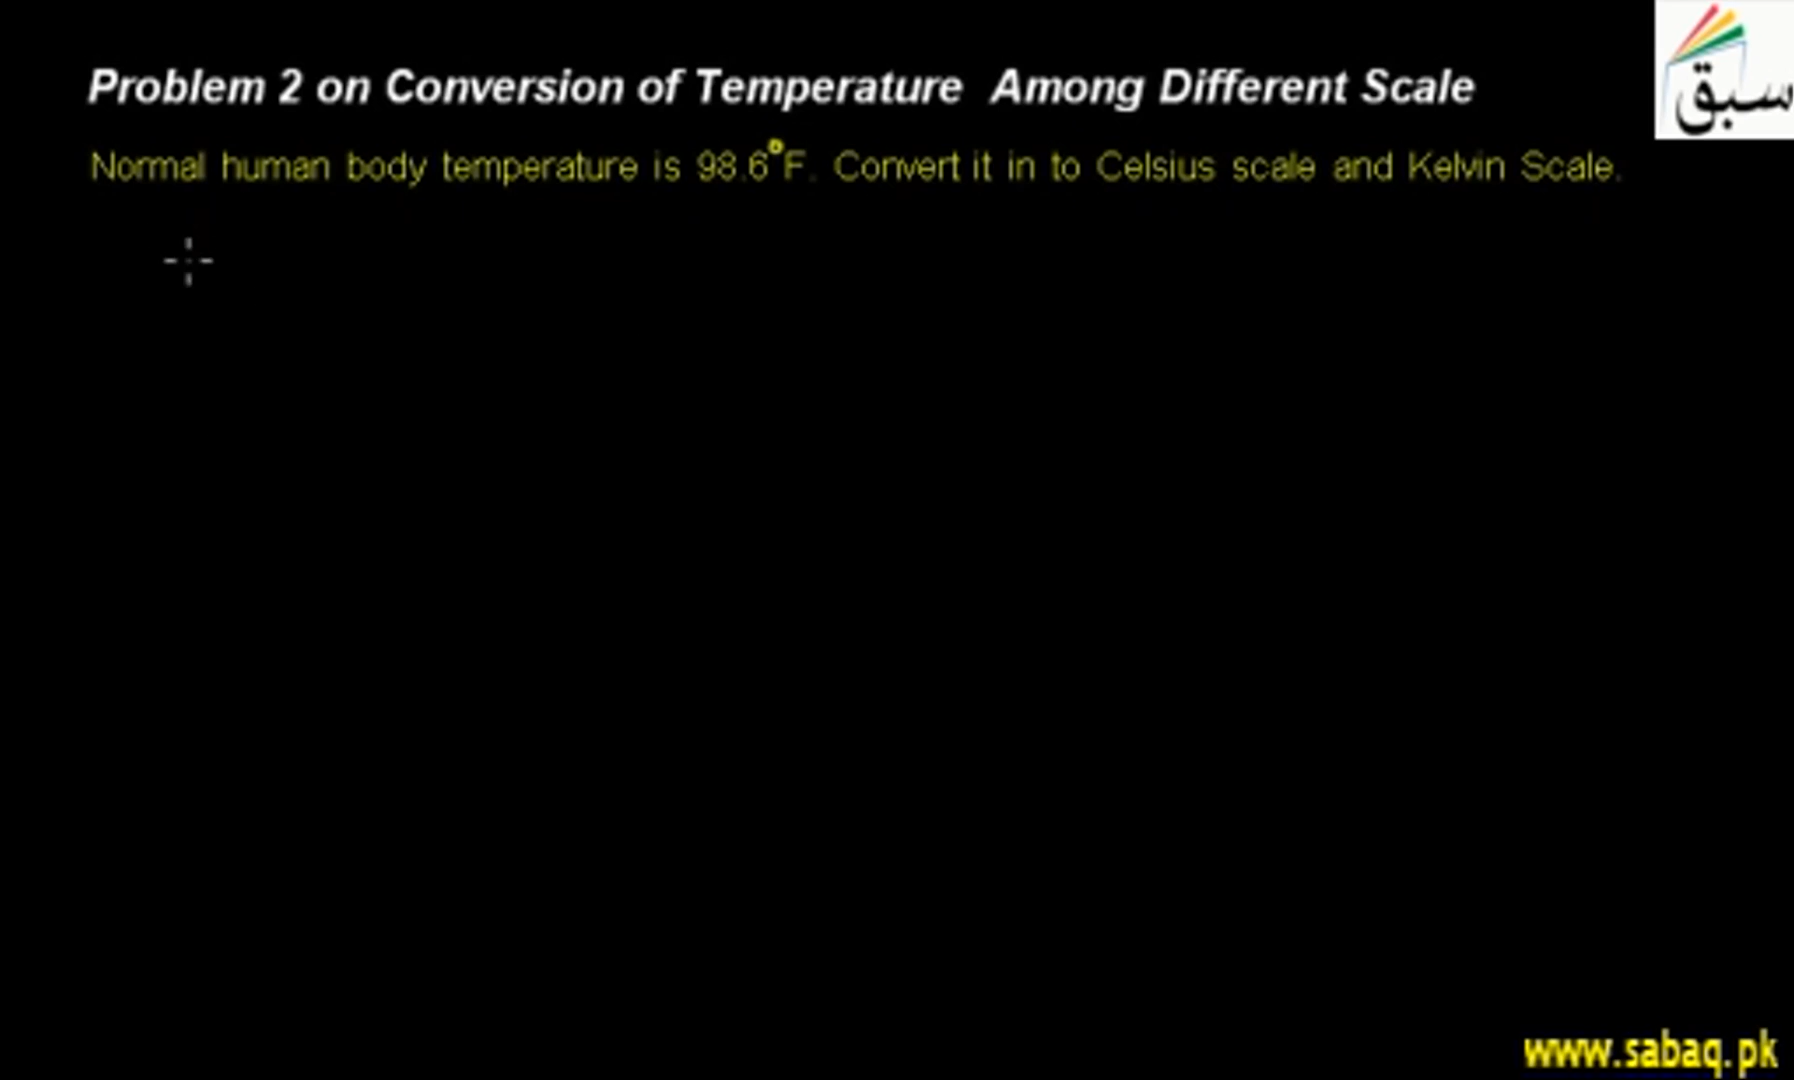 Problem 2 on Conversion of Temperature Among Different Scale
سبق
Normal human body temperature is 98.6°F. Convert it in to Celsius scale and Kelvin Scale.
www.sabaq.pk